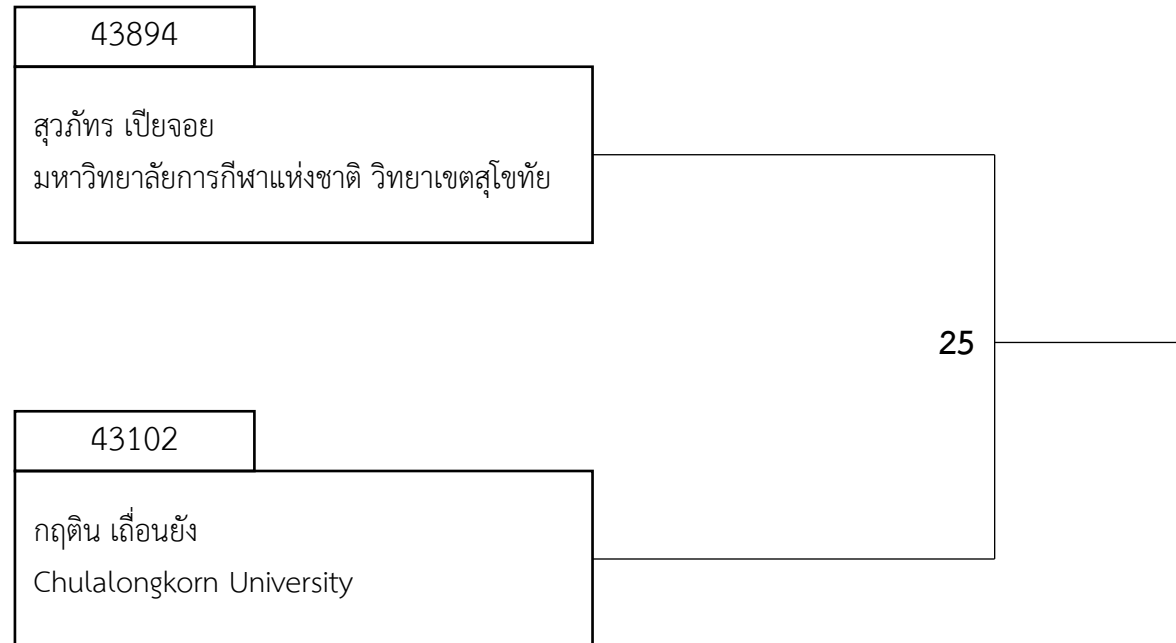 43894
สุวภัทร เปียจอย
มหาวิทยาลัยการกีฬาแห่งชาติ วิทยาเขตสุโขทัย
25
43102
กฤติน เถื่อนยัง
Chulalongkorn University